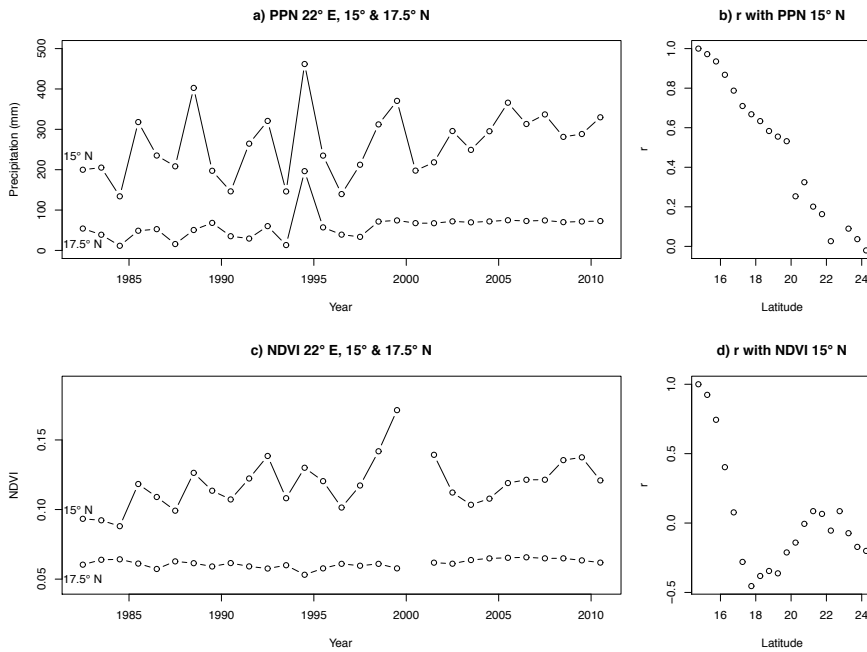 a) PPN 22° E, 15° & 17.5° N
Precipitation (mm)
500
400
300
200
100
0
15° N
17.5° N
1985 1990 1995 2000 2005 2010
Year
b) r with PPN 15° N
r
1.0
0.8
0.6
0.4
0.2
0.0
16 18 20 22 24
Latitude
c) NDVI 22° E, 15° & 17.5° N
NDVI
0.15
0.10
0.05
15° N
17.5° N
1985 1990 1995 2000 2005 2010
Year
d) r with NDVI 15° N
r
1.0
0.5
0.0
−0.5
16 18 20 22 24
Latitude